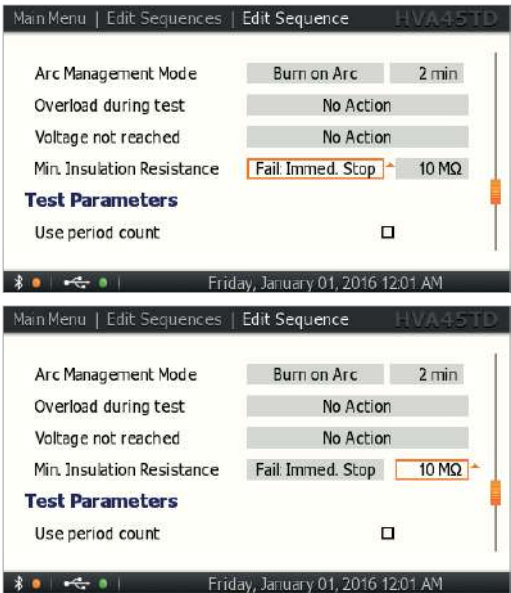 Main Menu | Edit Sequences | Edit Sequence HVA45TD
Arc Management Mode Burn on Arc 2 min
Overload during test No Action
Voltage not reached No Action
Min. Insulation Resistance Fail: Immed. Stop 10 MΩ
Test Parameters
Use period count
Friday, January 01, 2016 12:01 AM
Main Menu | Edit Sequences | Edit Sequence HVA45TD
Arc Management Mode Burn on Arc 2 min
Overload during test No Action
Voltage not reached No Action
Min. Insulation Resistance Fail: Immed. Stop 10 MΩ
Test Parameters
Use period count
Friday, January 01, 2016 12:01 AM